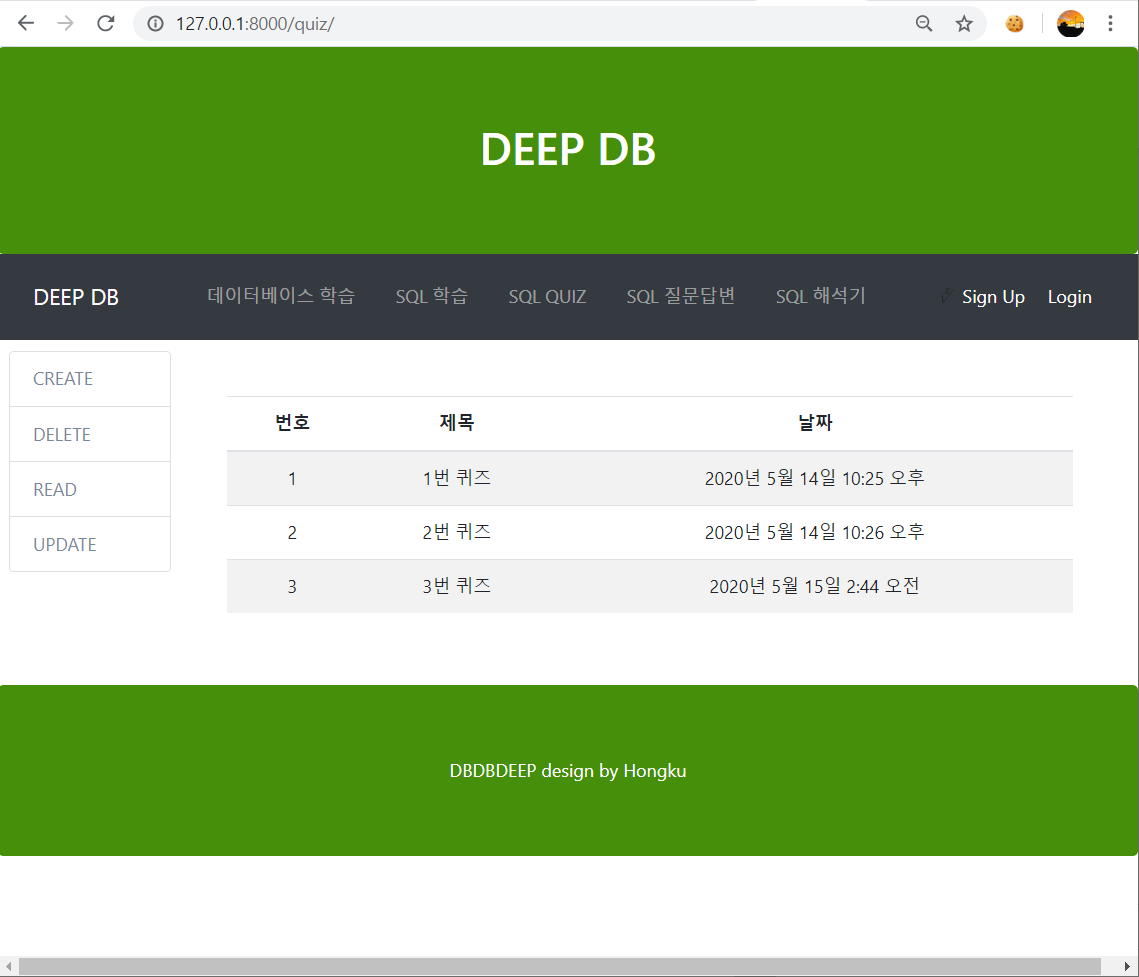 127.0.0.1:8000/quiz/
DEEP DB
DEEP DB 데이터베이스 학습 SQL 학습 SQL QUIZ SQL 질문답변 SQL 해석기 Sign Up Login
CREATE
DELETE
READ
UPDATE
번호 제목 날짜
1 1번 퀴즈 2020년 5월 14일 10:25 오후
2 2번 퀴즈 2020년 5월 14일 10:26 오후
3 3번 퀴즈 2020년 5월 15일 2:44 오전
DBDBDEEP design by Hongku